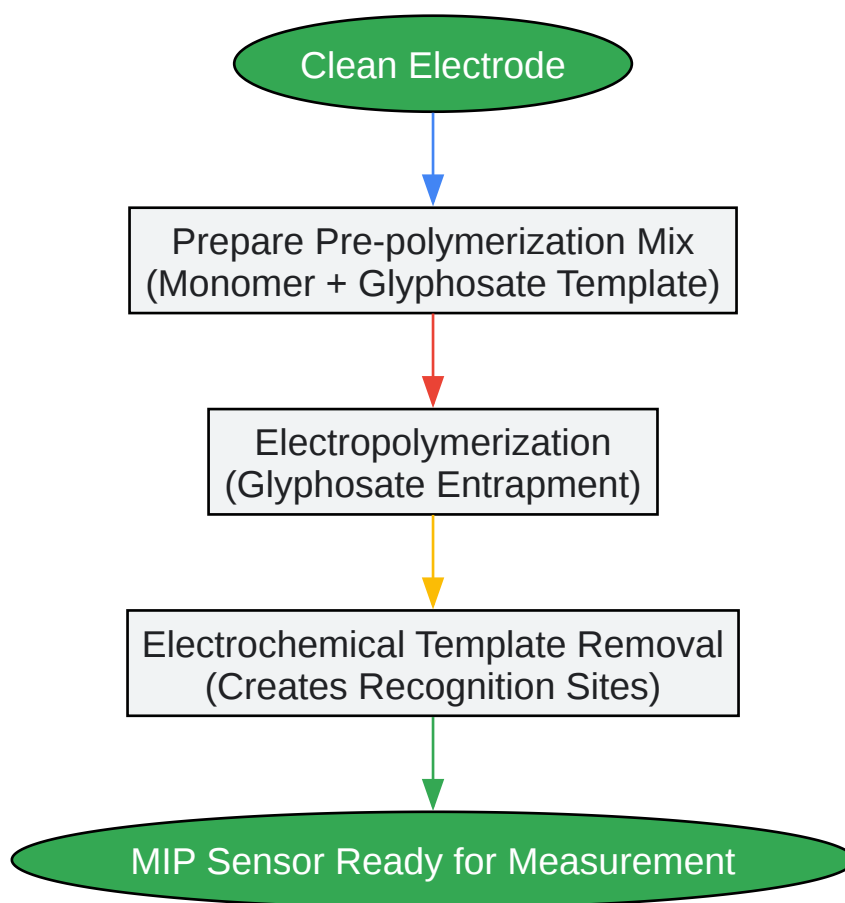 Clean Electrode
Prepare Pre-polymerization Mix
(Monomer + Glyphosate Template)
Electropolymerization
(Glyphosate Entrapment)
Electrochemical Template Removal
(Creates Recognition Sites)
MIP Sensor Ready for Measurement